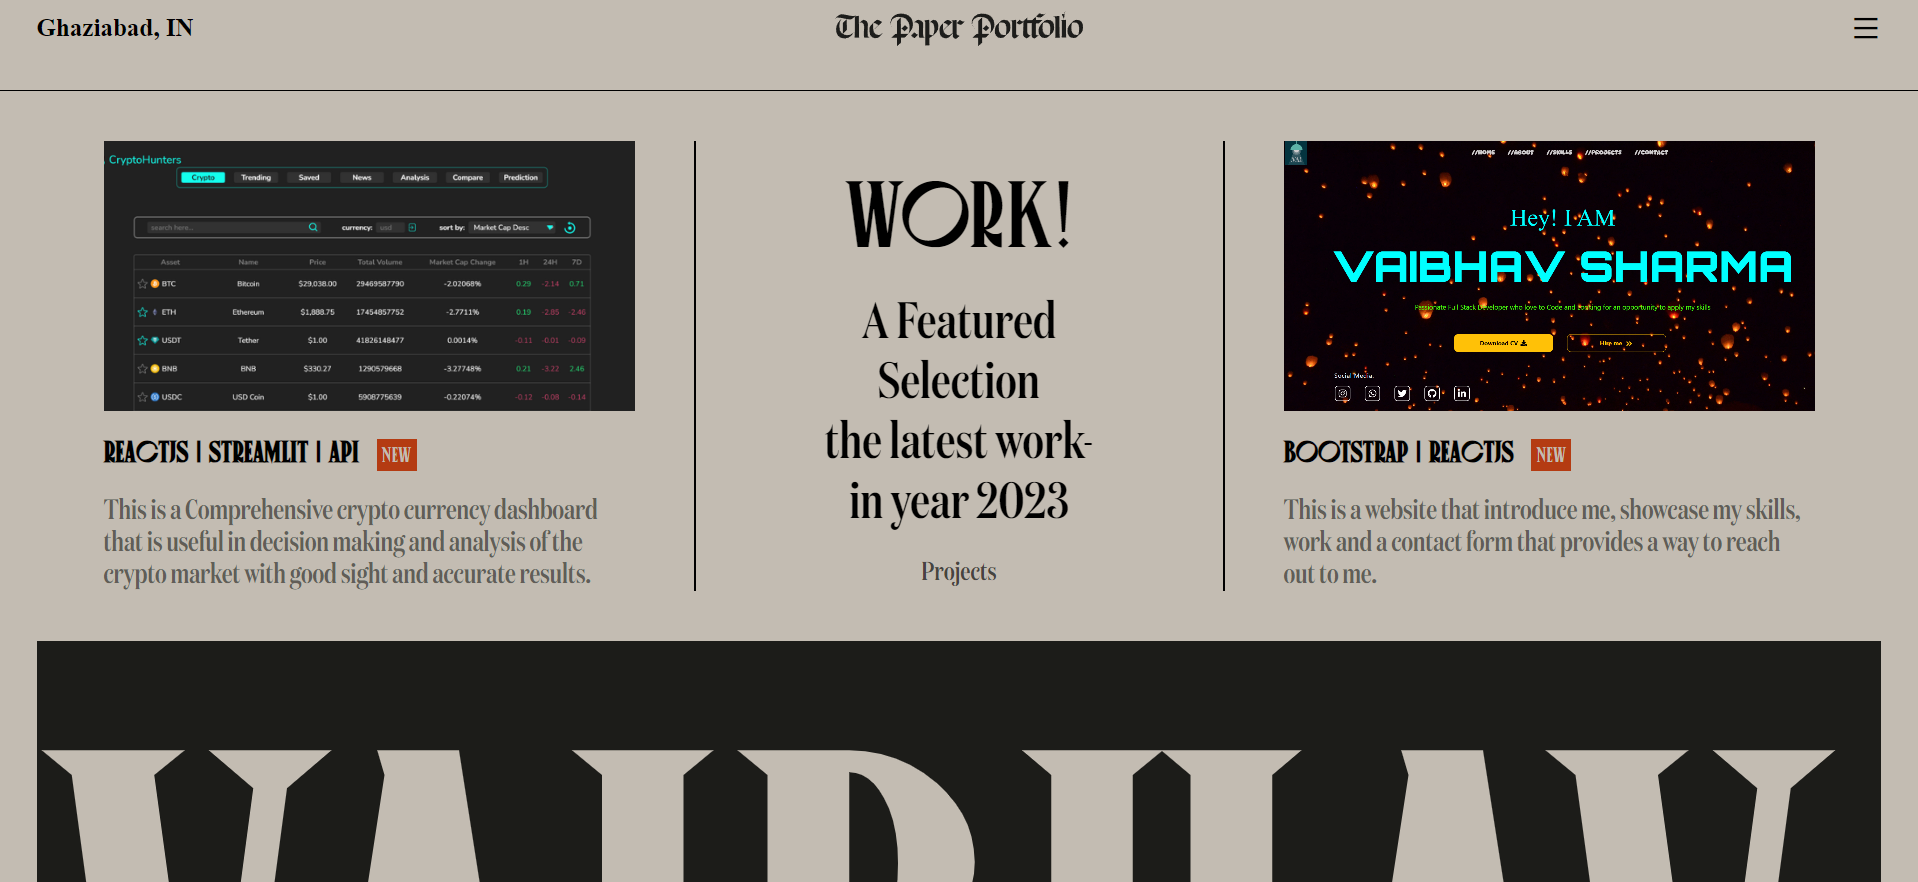 Ghaziabad, IN
The Paper Portfolio
CryptoHunters
Crypto Trending Saved News Analysis Compare Prediction
search here... currency: usd sort by: Market Cap Desc
Asset Name Price Total Volume Market Cap Change 1H 24H 7D
BTC Bitcoin $29,038.00 29469587790 -2.02068% 0.29 -2.14 0.71
ETH Ethereum $1,888.75 17454857752 -2.7711% 0.19 -2.85 -2.46
USDT Tether $1.00 41826148477 0.0014% -0.11 -0.01 -0.09
BNB BNB $330.27 1290579668 -3.27748% 0.21 -3.22 2.46
USDC USD Coin $1.00 5908775639 -0.22074% -0.12 -0.08 -0.14
REACTJS | STREAMLIT | API NEW
This is a Comprehensive crypto currency dashboard
that is useful in decision making and analysis of the
crypto market with good sight and accurate results.
WORK!
A Featured
Selection
the latest work-
in year 2023
Projects
//HOME //ABOUT //SKILLS //PROJECTS //CONTACT
Hey! I AM
VAIBHAV SHARMA
Passionate Full Stack Developer who love to Code and looking for an opportunity to apply my skills
Download CV Hire me
Social Media:
BOOTSTRAP | REACTJS NEW
This is a website that introduce me, showcase my skills,
work and a contact form that provides a way to reach
out to me.
VAIBHAV